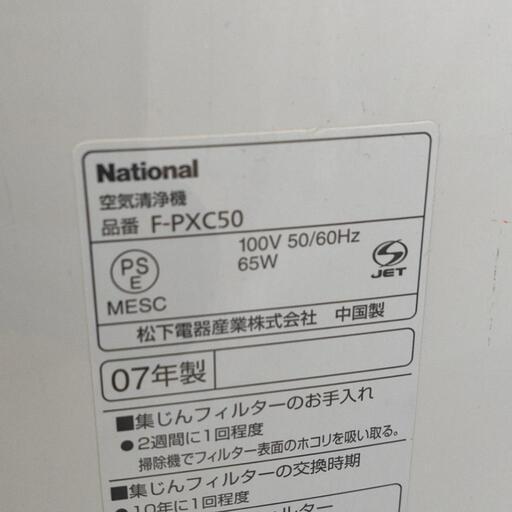 National
空気清浄機
品番 F-PXC50
100V 50/60Hz
65W
PS
E
MESC
S
JET
松下電器産業株式会社 中国製
07年製
■集じんフィルターのお手入れ
●2週間に1回程度
掃除機でフィルター表面のホコリを吸い取る。
■集じんフィルターの交換時期
●10年に1回程度
フィルター